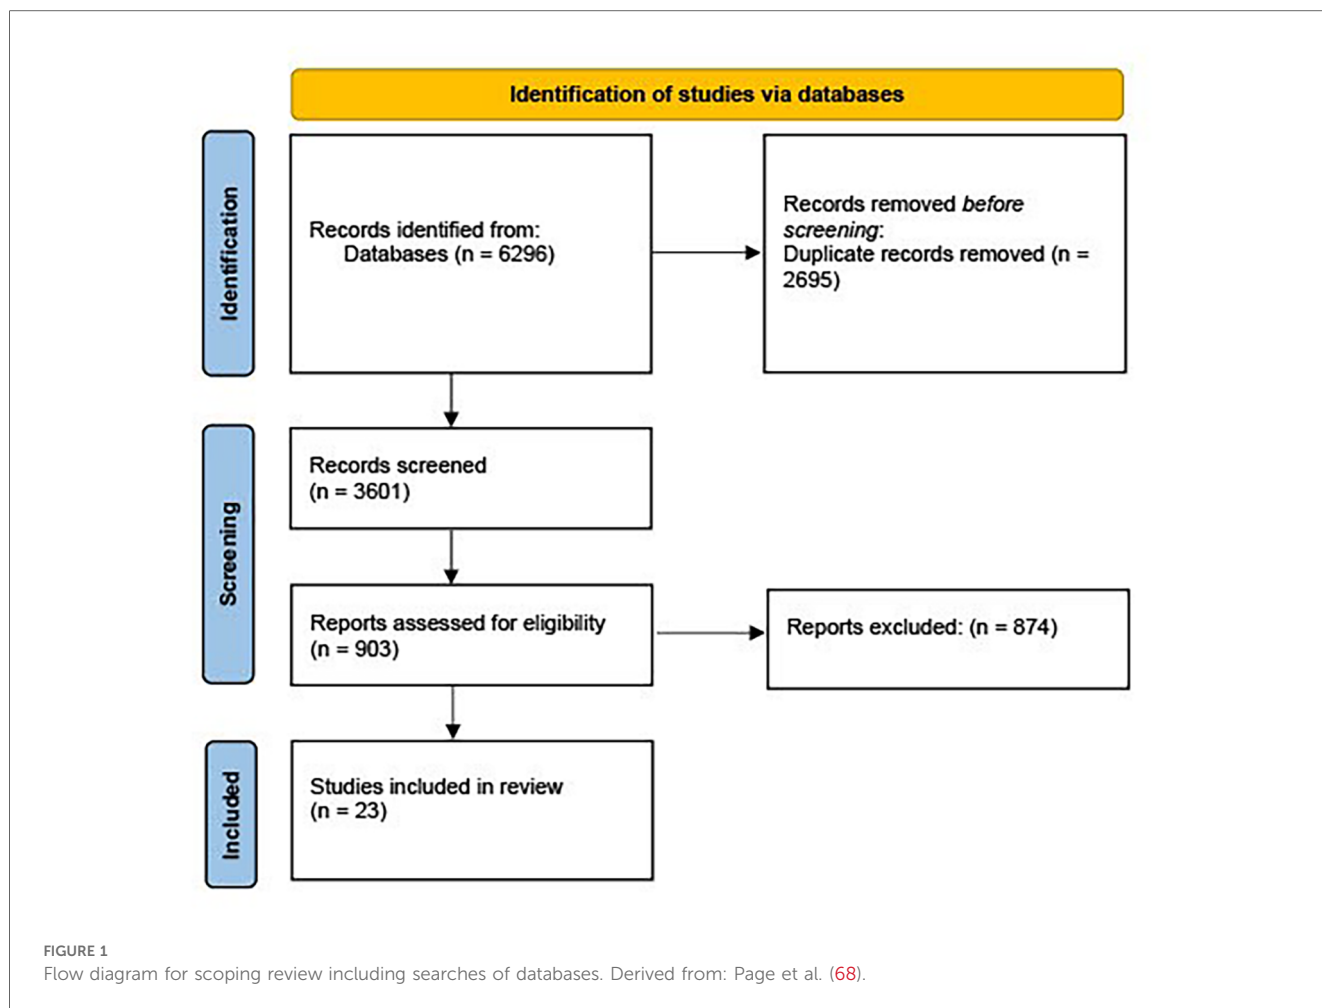 Identification of studies via databases
Identification
Records identified from:
Databases (n = 6296)
Records removed before
screening:
Duplicate records removed (n =
2695)
Screening
Records screened
(n = 3601)
Reports assessed for eligibility
(n = 903)
Reports excluded: (n = 874)
Included
Studies included in review
(n = 23)
FIGURE 1
Flow diagram for scoping review including searches of databases. Derived from: Page et al. (68).